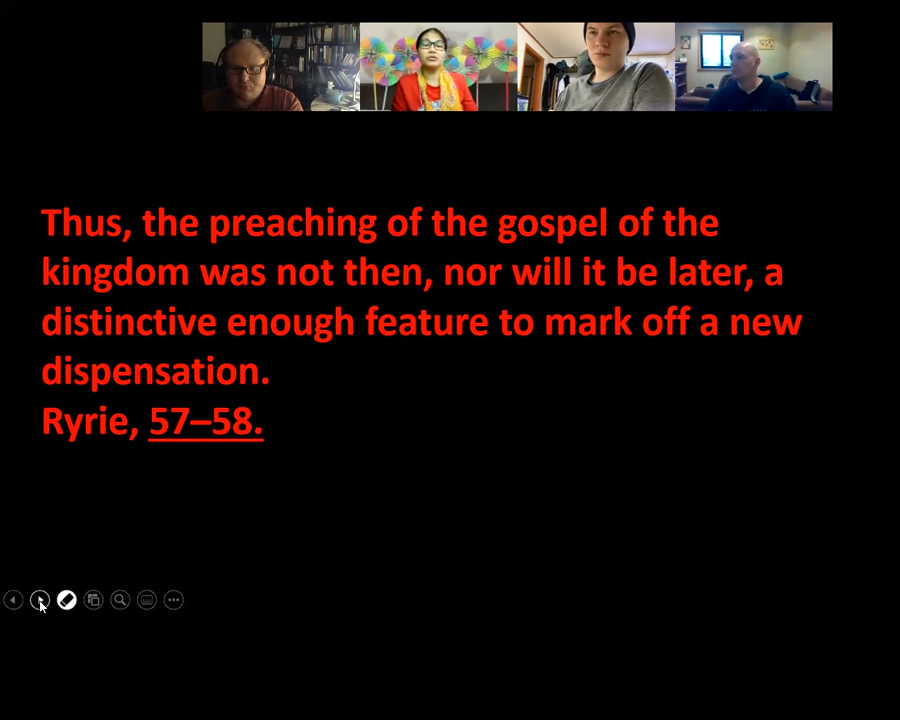 Thus, the preaching of the gospel of the
kingdom was not then, nor will it be later, a
distinctive enough feature to mark off a new
dispensation.
Ryrie, 57–58.